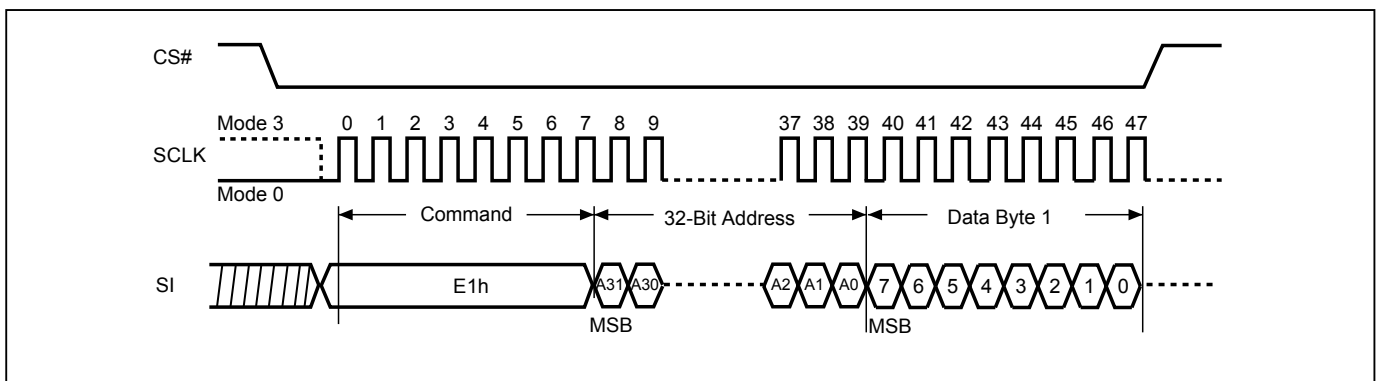 CS#
Mode 3 0 1 2 3 4 5 6 7 8 9 37 38 39 40 41 42 43 44 45 46 47
SCLK
Mode 0
Command 32-Bit Address Data Byte 1
SI E1h A31 A30 A2 A1 A0 7 6 5 4 3 2 1 0
MSB MSB